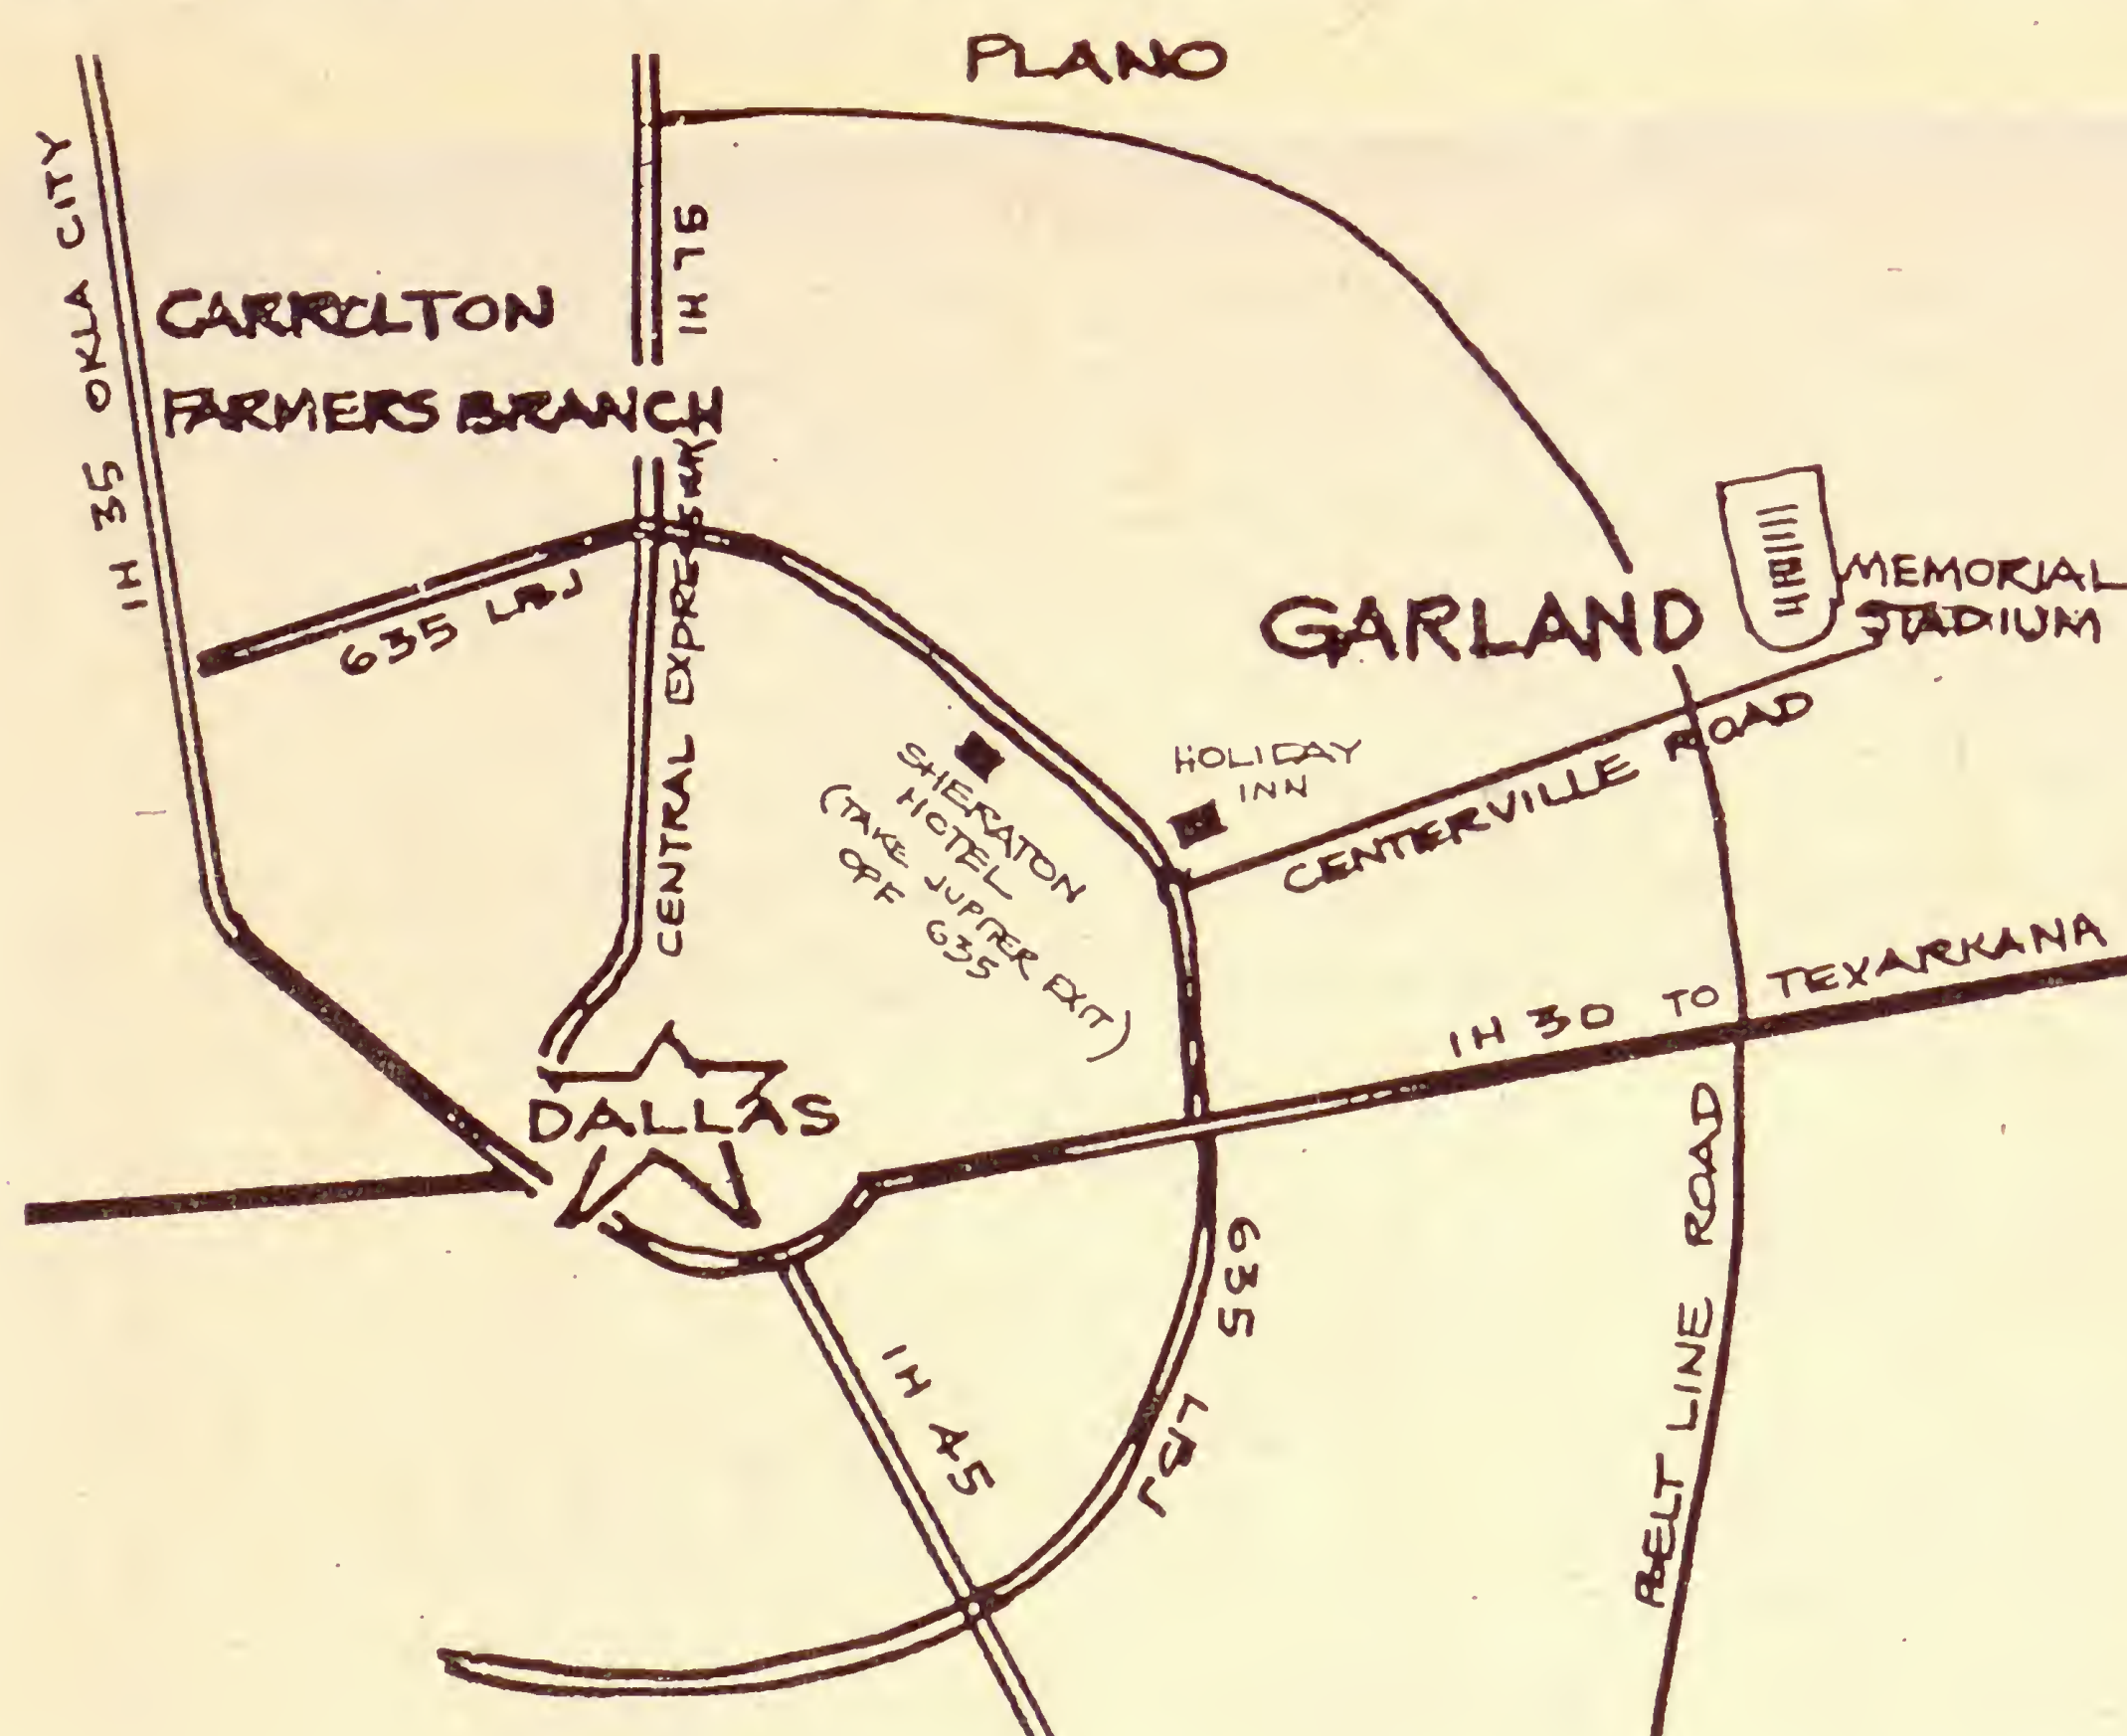 PLANO
IH 35 OKLA CITY
IH 75
CARROLTON
FARMERS BRANCH
CENTRAL EXPRESSWAY
635 LBJ
GARLAND
MEMORIAL
STADIUM
HOLIDAY
INN
CENTERVILLE ROAD
SHERATON
HOTEL
(TAKE JUPITER EXIT)
OFF 635
IH 30 TO TEXARKANA
DALLAS
635 LBJ
IH 45
BELT LINE ROAD